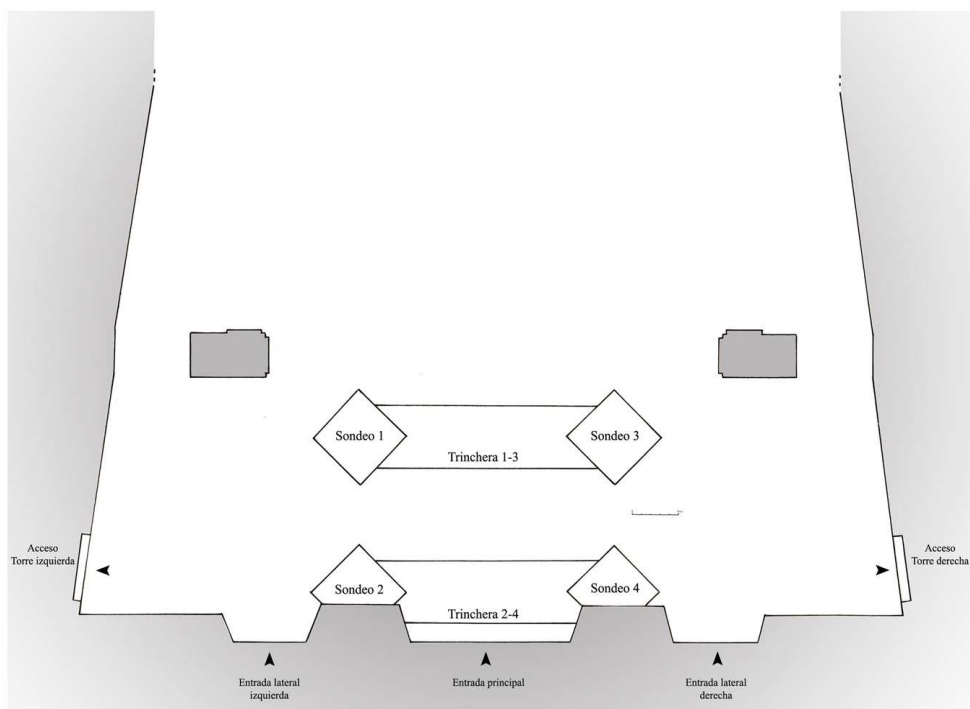 Sondeo 1
Sondeo 3
Trinchera 1-3
Acceso
Torre izquierda
Acceso
Torre derecha
Sondeo 2
Sondeo 4
Trinchera 2-4
Entrada lateral
izquierda
Entrada principal
Entrada lateral
derecha